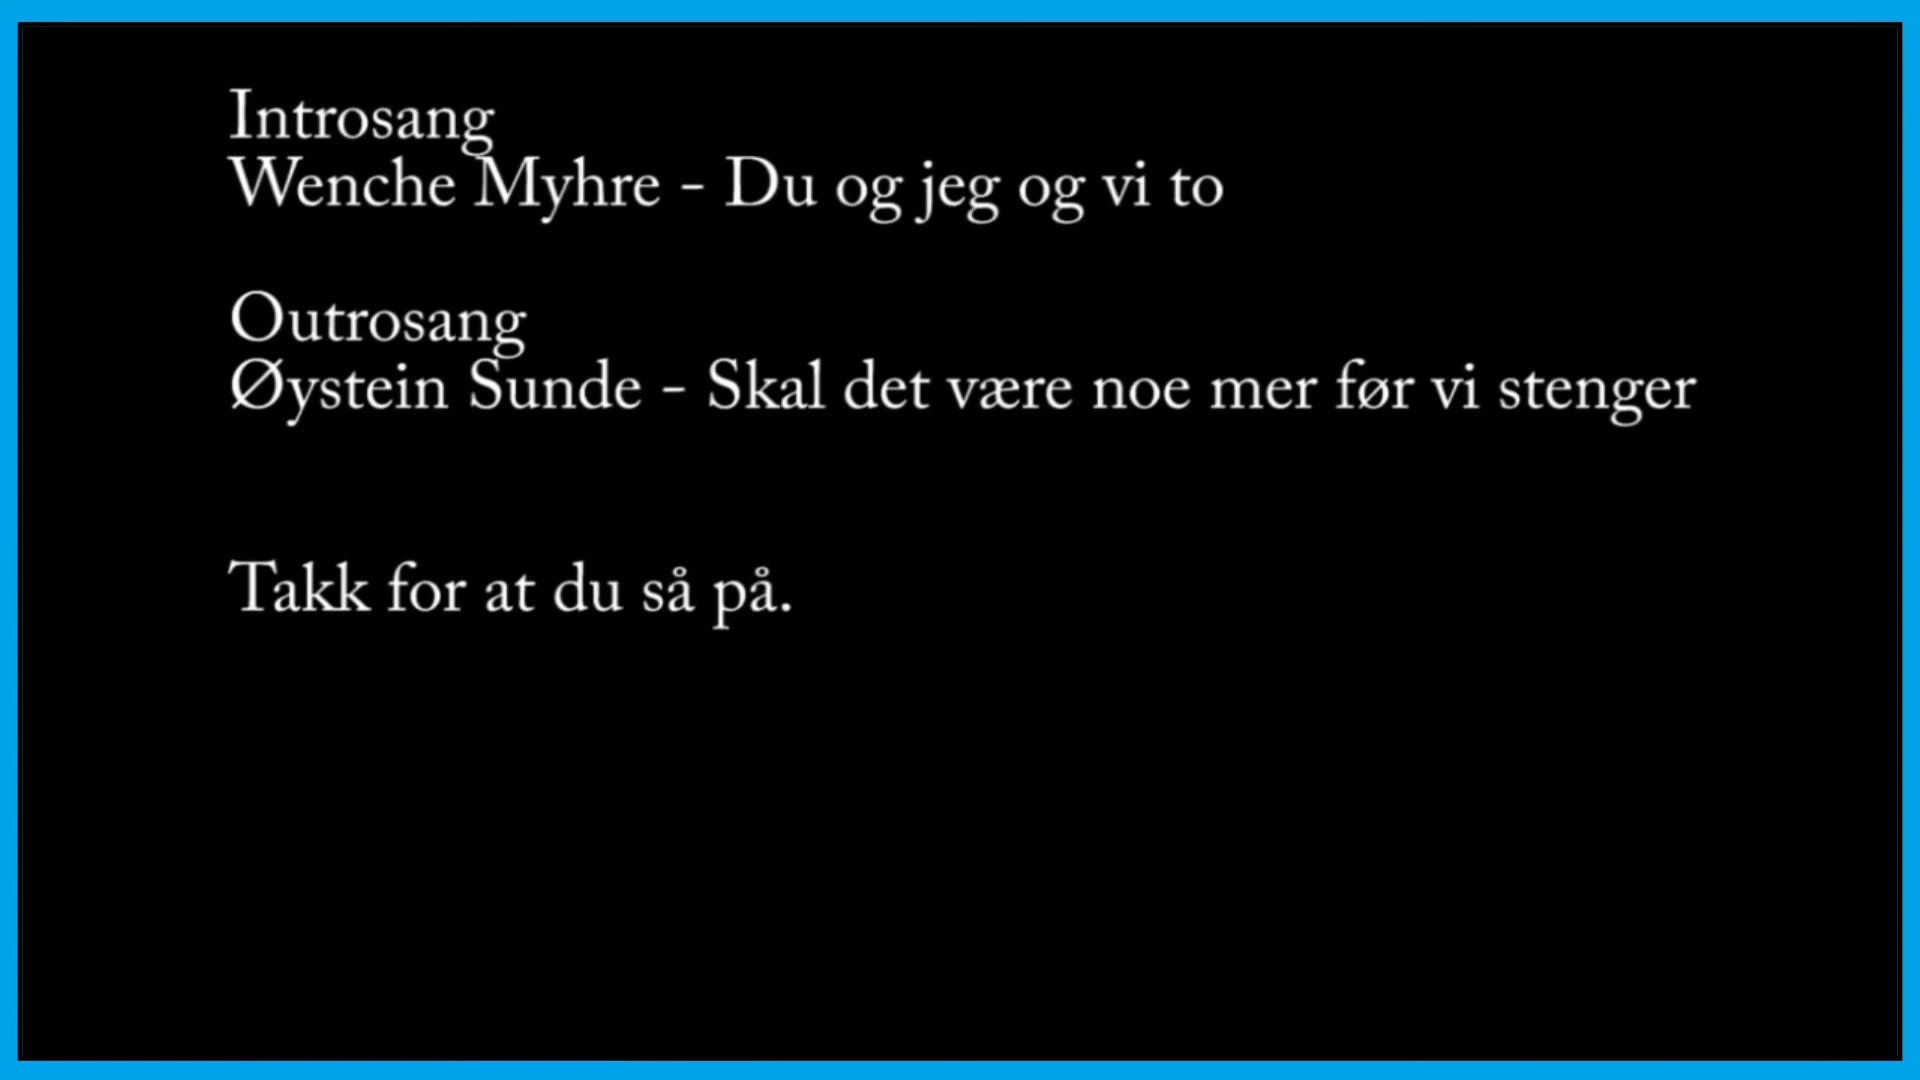 Introsang
Wenche Myhre - Du og jeg og vi to
Outrosang
Øystein Sunde - Skal det være noe mer før vi stenger
Takk for at du så på.